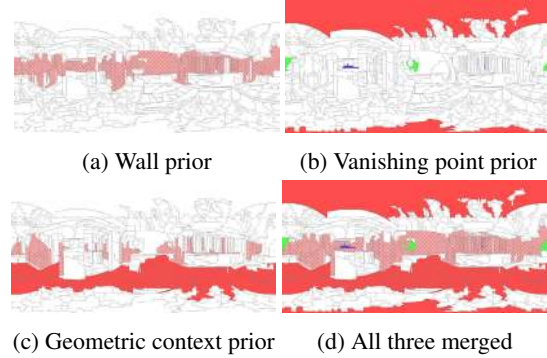 (a) Wall prior
(b) Vanishing point prior
(c) Geometric context prior
(d) All three merged